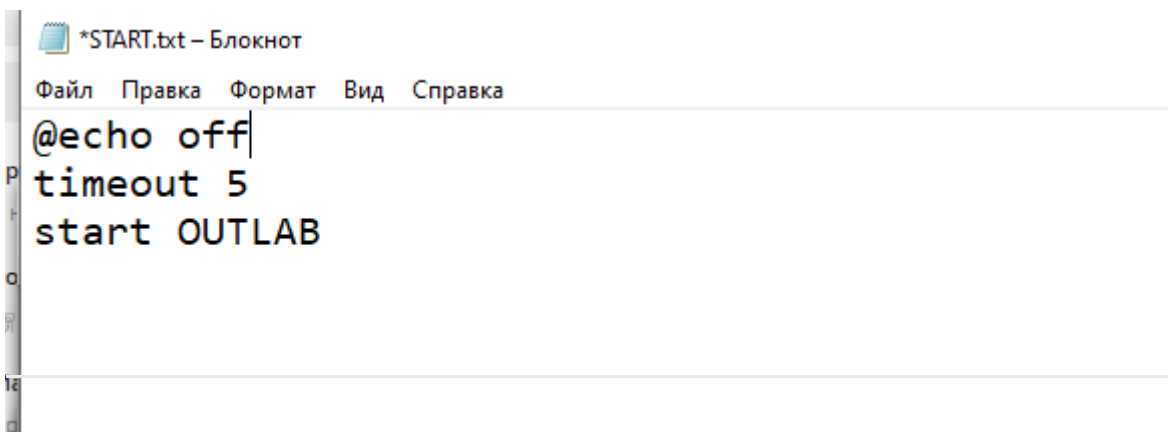 *START.txt – Блокнот
Файл Правка Формат Вид Справка
@echo off
timeout 5
start OUTLAB